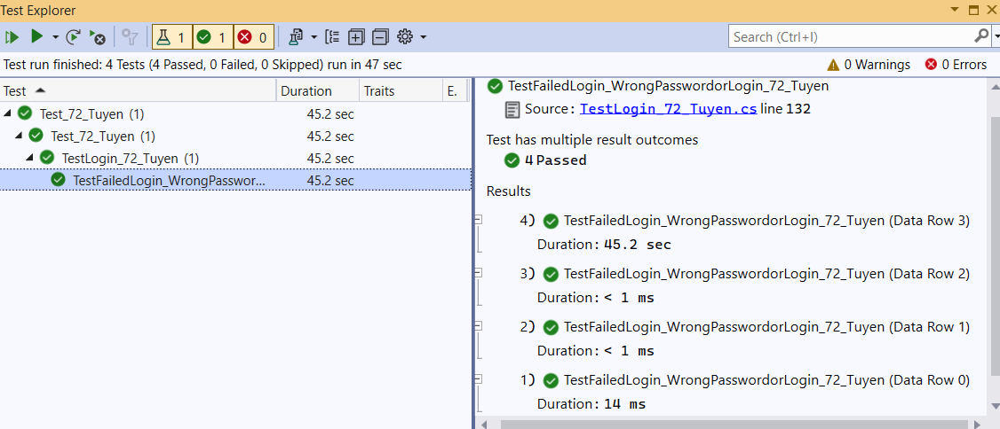 Test Explorer
1 1 0 Search (Ctrl+I)
Test run finished: 4 Tests (4 Passed, 0 Failed, 0 Skipped) run in 47 sec 0 Warnings 0 Errors
Test Duration Traits E.
Test_72_Tuyen (1) 45.2 sec
Test_72_Tuyen (1) 45.2 sec
TestLogin_72_Tuyen (1) 45.2 sec
TestFailedLogin_WrongPasswor... 45.2 sec
TestFailedLogin_WrongPasswordorLogin_72_Tuyen
Source: TestLogin_72_Tuyen.cs line 132
Test has multiple result outcomes
4 Passed
Results
4) TestFailedLogin_WrongPasswordorLogin_72_Tuyen (Data Row 3)
Duration: 45.2 sec
3) TestFailedLogin_WrongPasswordorLogin_72_Tuyen (Data Row 2)
Duration: < 1 ms
2) TestFailedLogin_WrongPasswordorLogin_72_Tuyen (Data Row 1)
Duration: < 1 ms
1) TestFailedLogin_WrongPasswordorLogin_72_Tuyen (Data Row 0)
Duration: 14 ms